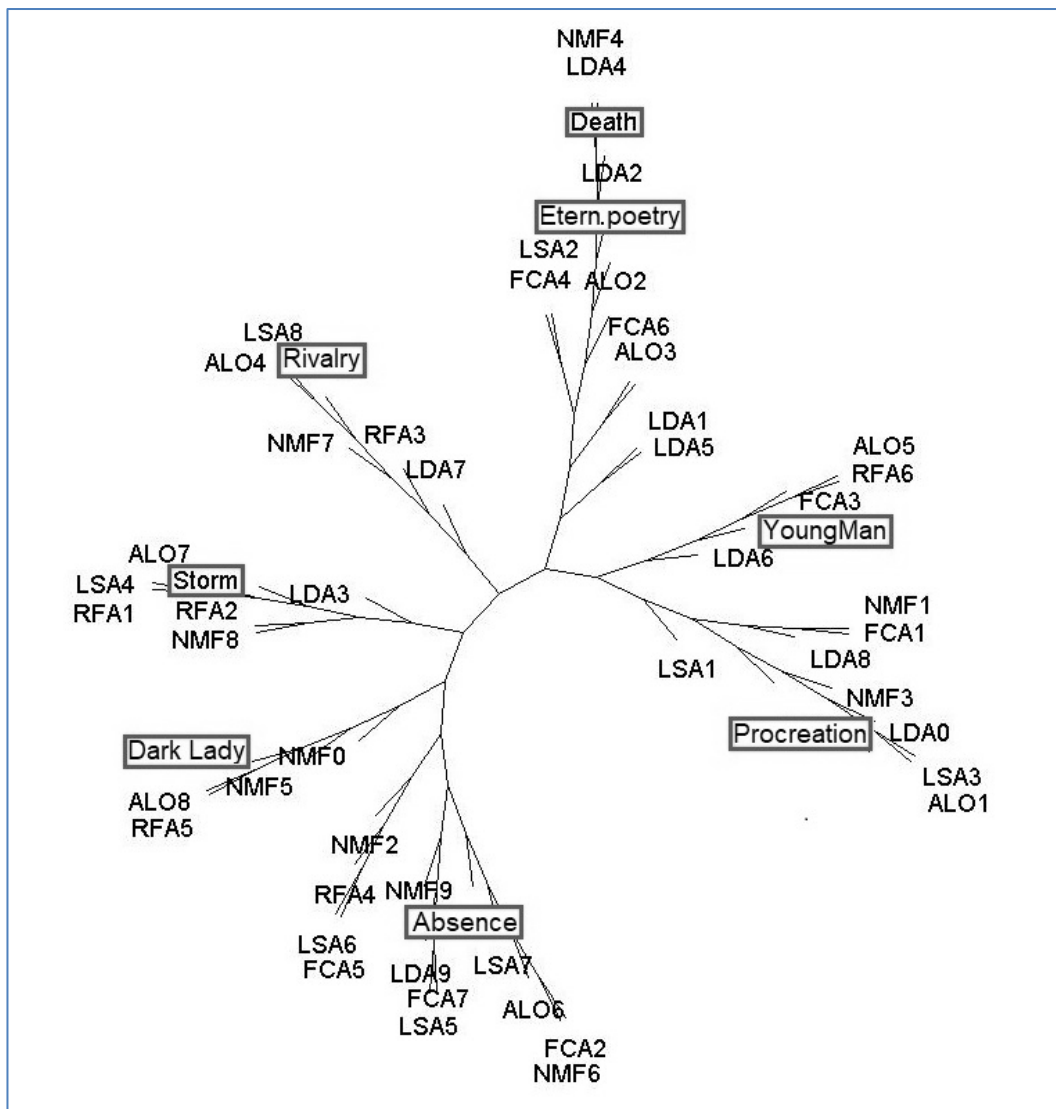 NMF4
LDA4
Death
LDA2
Etern.poetry
LSA2
FCA4 ALO2
FCA6
ALO3
LSA8
ALO4 Rivalry
RFA3
NMF7
LDA7
LDA1
LDA5
ALO5
RFA6
FCA3
YoungMan
LDA6
ALO7
LSA4 Storm
RFA1 RFA2
LDA3
NMF8
NMF1
FCA1
LDA8
LSA1
NMF3
Procreation
LDA0
LSA3
ALO1
Dark Lady
NMF0
NMF5
ALO8
RFA5
NMF2
RFA4
NMF9
Absence
LSA6
FCA5
LDA9
FCA7
LSA5
LSA7
ALO6
FCA2
NMF6